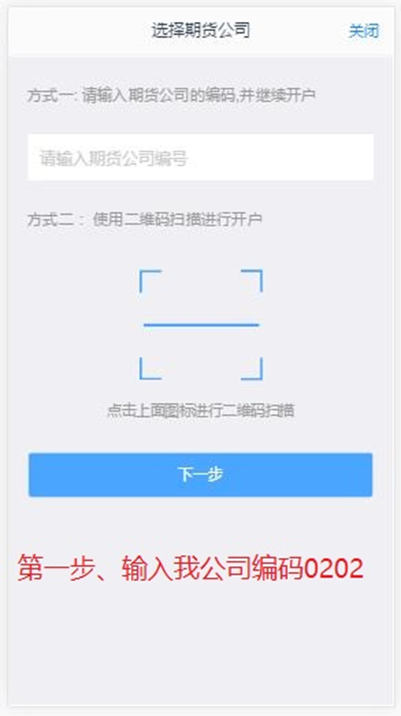 选择期货公司
关闭
方式一: 请输入期货公司的编码,并继续开户
请输入期货公司编号
方式二： 使用二维码扫描进行开户
点击上面图标进行二维码扫描
下一步
第一步、输入我公司编码0202